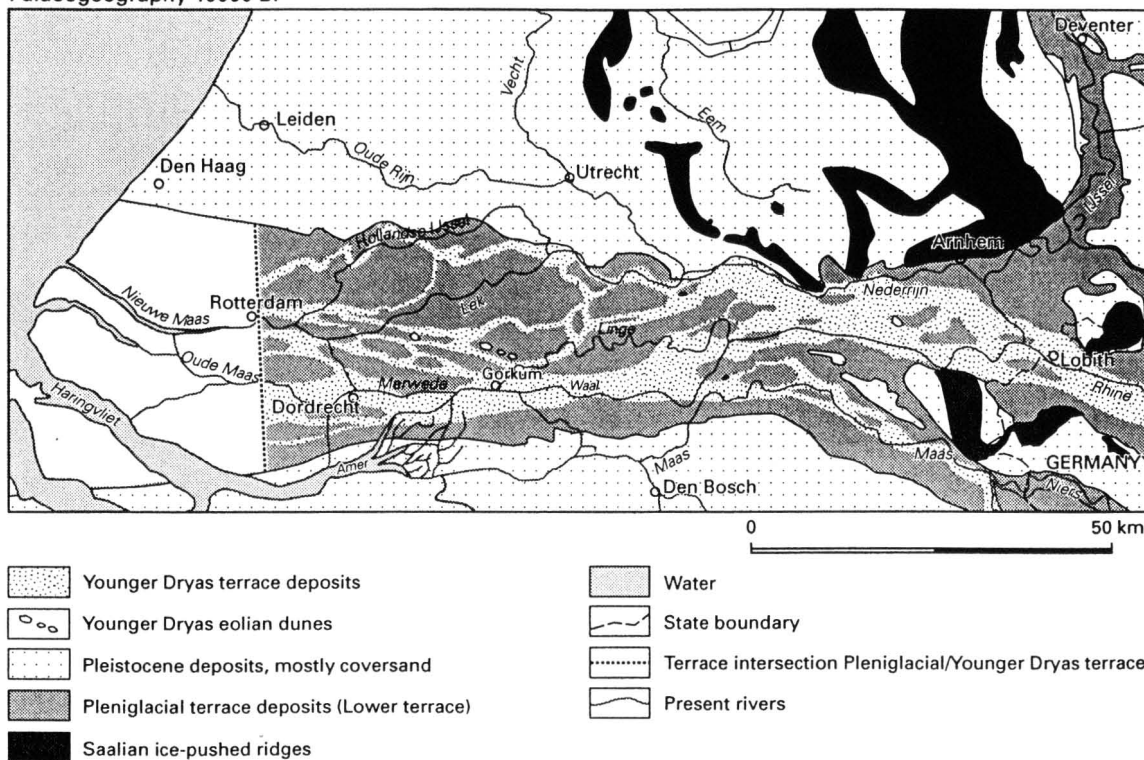 Deventer
Vecht
Eem
Leiden
Oude Rijn
Utrecht
Den Haag
IJssel
Hollandse IJssel
Arnhem
Nederrijn
Lek
Rotterdam
Nieuwe Maas
Linge
Lobith
Oude Maas
Gorkum
Rhine
Merwede
Waal
Haringvliet
Dordrecht
Maas
Maas
Amer
GERMANY
Den Bosch
Niers
0 50 km
Younger Dryas terrace deposits
Younger Dryas eolian dunes
Pleistocene deposits, mostly coversand
Pleniglacial terrace deposits (Lower terrace)
Saalian ice-pushed ridges
Water
State boundary
Terrace intersection Pleniglacial/Younger Dryas terrace
Present rivers